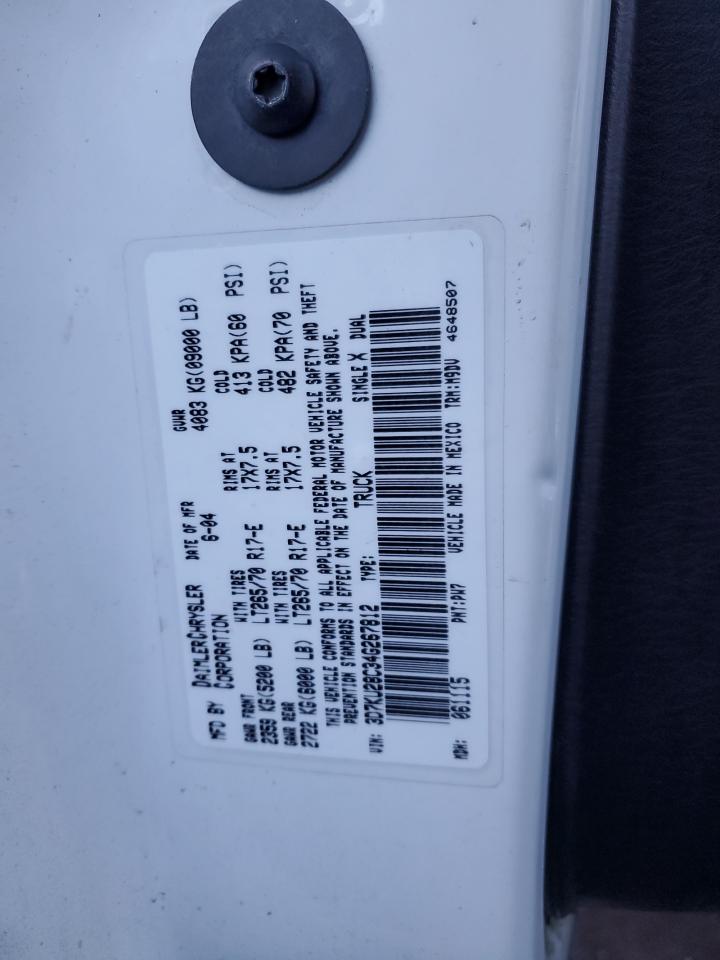 MFD BY DAIMLERCHRYSLER DATE OF MFR GVWR
CORPORATION 6-04 4083 KG(09000 LB)
GAWR FRONT WITH TIRES RIMS AT COLD
2359 KG(5200 LB) LT265/70 R17-E 17X7.5 413 KPA(60 PSI)
GAWR REAR WITH TIRES RIMS AT COLD
2722 KG(6000 LB) LT265/70 R17-E 17X7.5 482 KPA(70 PSI)
THIS VEHICLE CONFORMS TO ALL APPLICABLE FEDERAL MOTOR VEHICLE SAFETY AND THEFT
PREVENTION STANDARDS IN EFFECT ON THE DATE OF MANUFACTURE SHOWN ABOVE.
VIN: 3D7KU28C34G267812 TYPE: TRUCK SINGLE X DUAL
MDH: 061115 PNT:PW7 VEHICLE MADE IN MEXICO TRM:M9DV 4648507